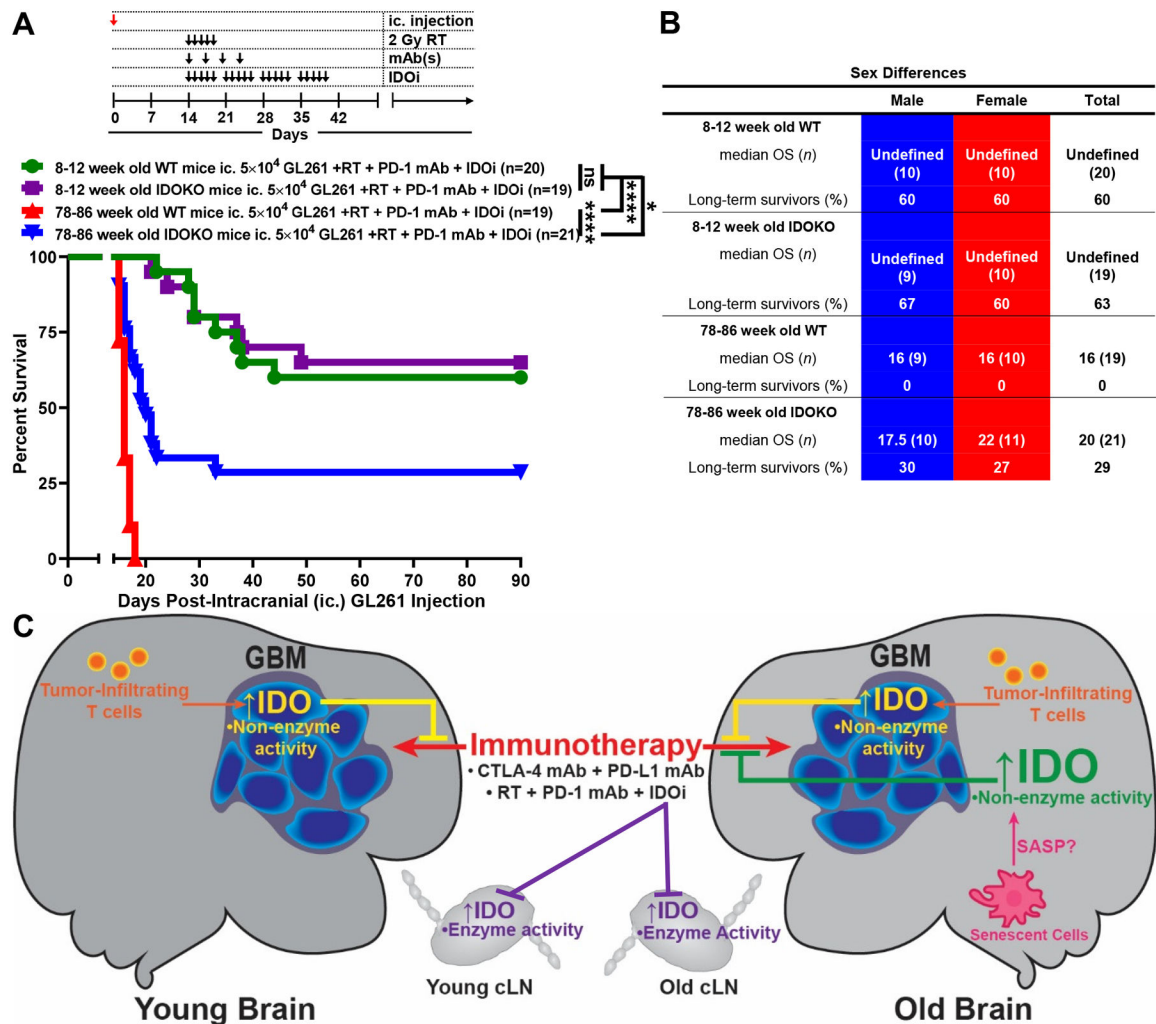 A
ic. injection
2 Gy RT
mAb(s)
IDOi
0 7 14 21 28 35 42
Days
8-12 week old WT mice ic. 5×10⁴ GL261 +RT + PD-1 mAb + IDOi (n=20)
8-12 week old IDOKO mice ic. 5×10⁴ GL261 +RT + PD-1 mAb + IDOi (n=19)
78-86 week old WT mice ic. 5×10⁴ GL261 +RT + PD-1 mAb + IDOi (n=19)
78-86 week old IDOKO mice ic. 5×10⁴ GL261 +RT + PD-1 mAb + IDOi (n=21)
ns
****
****
*
Percent Survival
100
75
50
25
0
0 20 30 40 50 60 70 80 90
Days Post-Intracranial (ic.) GL261 Injection
B
Sex Differences
Male Female Total
8-12 week old WT
median OS (n) Undefined (10) Undefined (10) Undefined (20)
Long-term survivors (%) 60 60 60
8-12 week old IDOKO
median OS (n) Undefined (9) Undefined (10) Undefined (19)
Long-term survivors (%) 67 60 63
78-86 week old WT
median OS (n) 16 (9) 16 (10) 16 (19)
Long-term survivors (%) 0 0 0
78-86 week old IDOKO
median OS (n) 17.5 (10) 22 (11) 20 (21)
Long-term survivors (%) 30 27 29
C
GBM
Tumor-Infiltrating
T cells
↑IDO
•Non-enzyme
activity
Immunotherapy
• CTLA-4 mAb + PD-L1 mAb
• RT + PD-1 mAb + IDOi
GBM
↑IDO
•Non-enzyme
activity
Tumor-Infiltrating
T cells
↑IDO
•Non-enzyme activity
SASP?
Senescent Cells
↑IDO
•Enzyme activity
Young cLN
↑IDO
•Enzyme Activity
Old cLN
Young Brain
Old Brain